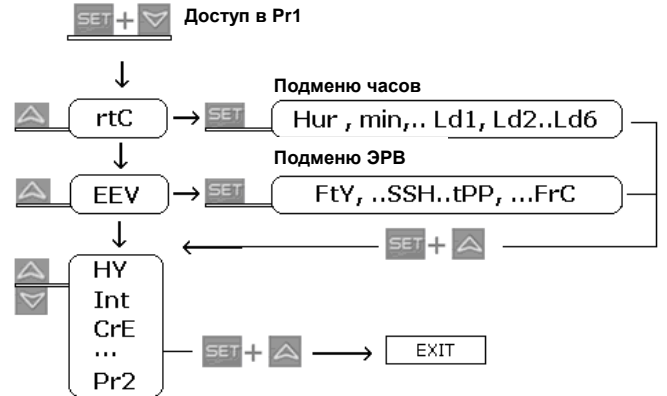 SET + Доступ в Pr1
Подменю часов
rtC SET Hur , min,.. Ld1, Ld2..Ld6
Подменю ЭРВ
EEV SET FtY, ..SSH..tPP, ...FrC
SET +
HY
Int
CrE
...
Pr2
SET + EXIT